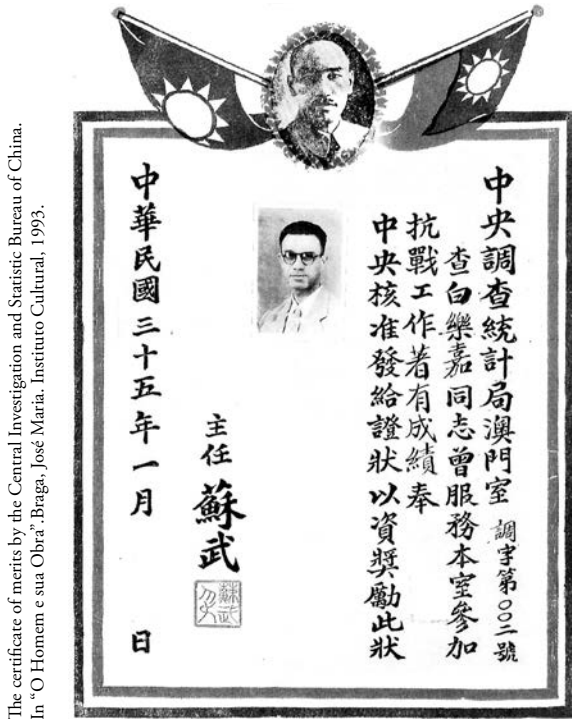 The certificate of merits by the Central Investigation and Statistic Bureau of China.
In “O Homem e sua Obra”.Braga, José Maria. Instituto Cultural, 1993.
中央調查統計局澳門室 調字第○○二號
查白樂嘉同志曾服務本室參加
抗戰工作著有成績奉
中央核准發給證狀以資奬勵此狀
主任 蘇武
中華民國三十五年一月 日